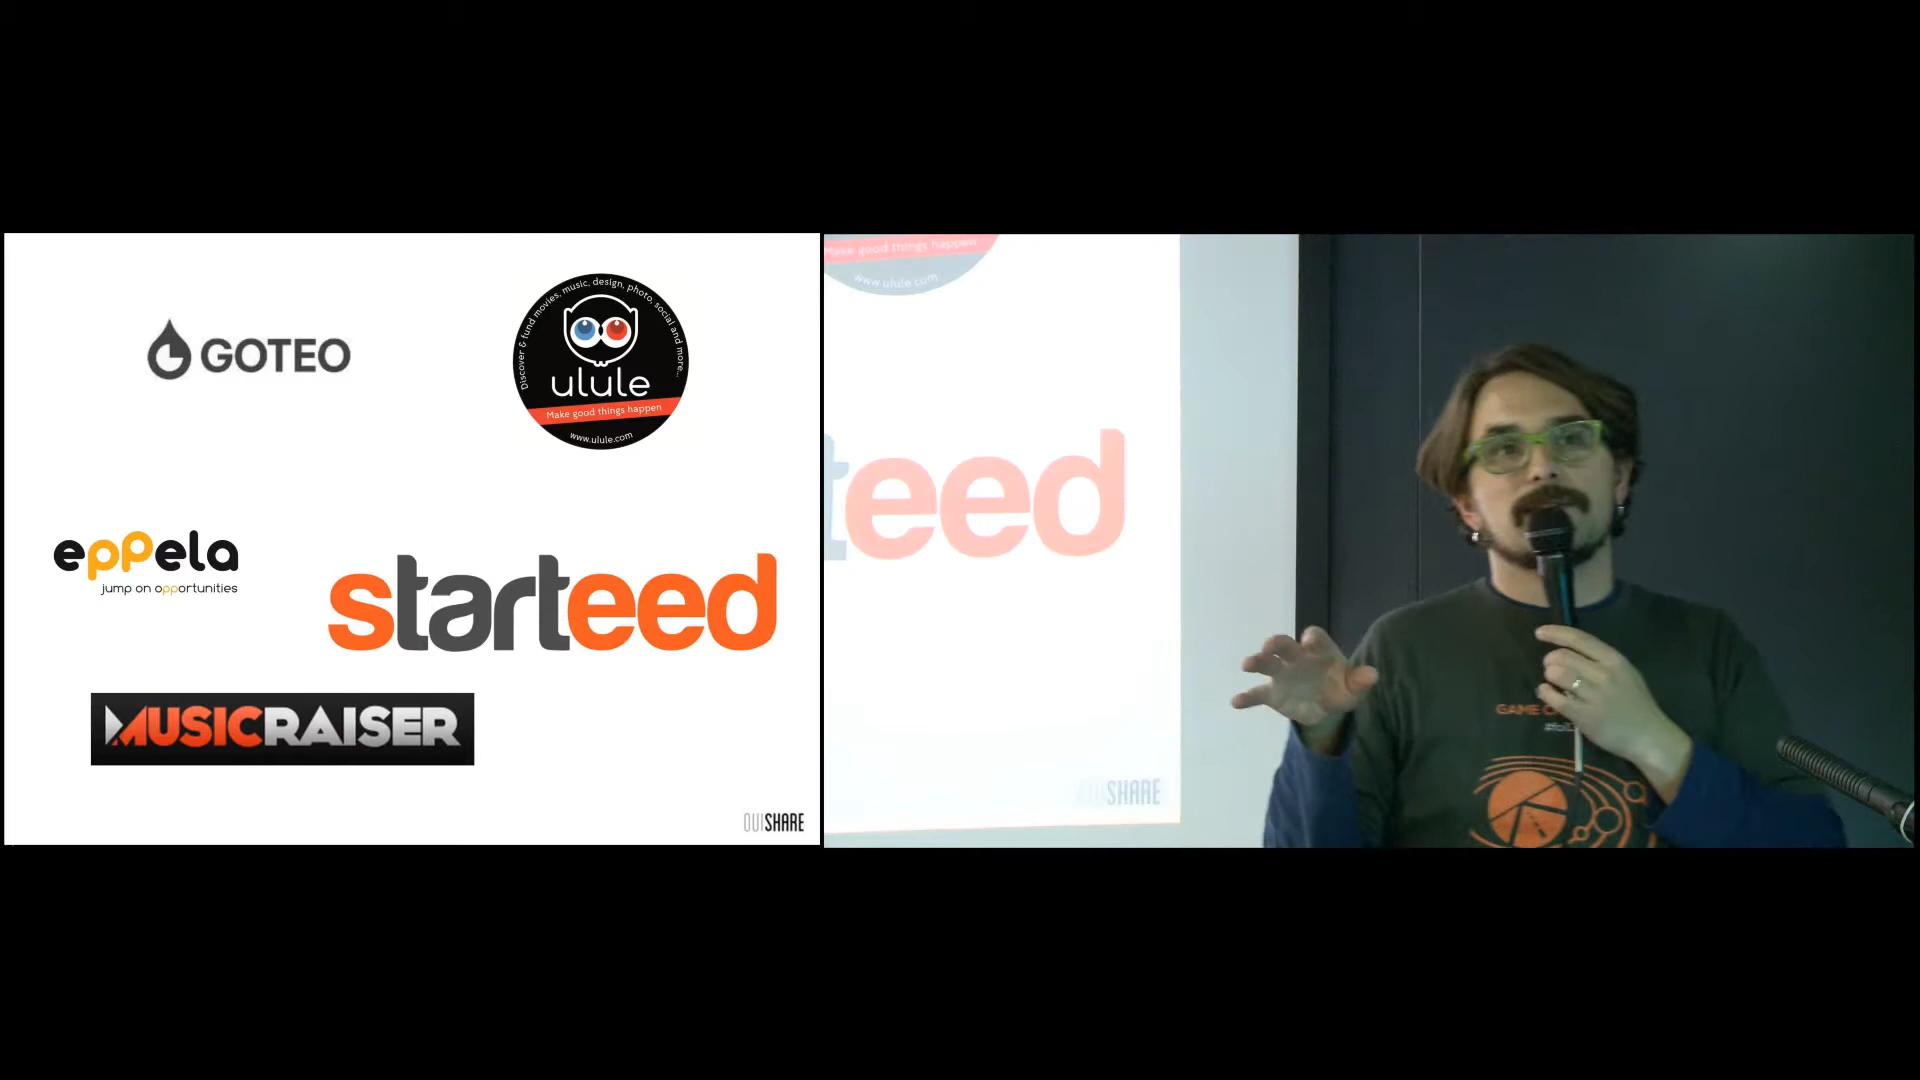 GOTEO
Discover & fund movies, music, design, photo, social and more...
ulule
Make good things happen
www.ulule.com
eppela
jump on opportunities
starteed
MUSICRAISER
OUISHARE
Make good things happen
www.ulule.com
teed
OUISHARE
GAME